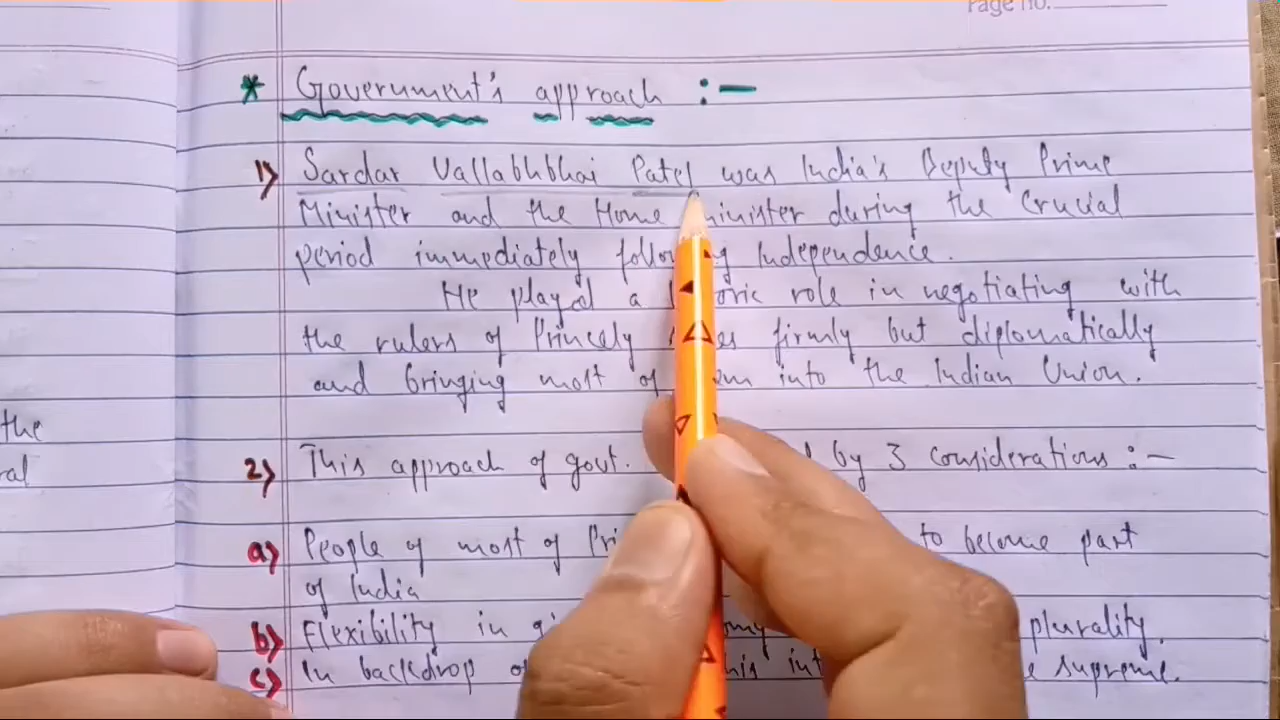 Page no.
* Government's approach :-
1) Sardar Vallabhbhai Patel was India's Deputy Prime
Minister and the Home minister during the crucial
period immediately following Independence.
He played a role in negotiating with
the rulers of Princely firmly but diplomatically
and bringing most of into the Indian Union.
the
2) This approach of govt. by 3 considerations :-
a) People of most of to become part
of India
b) Flexibility in plurality.
c) In backdrop supreme.